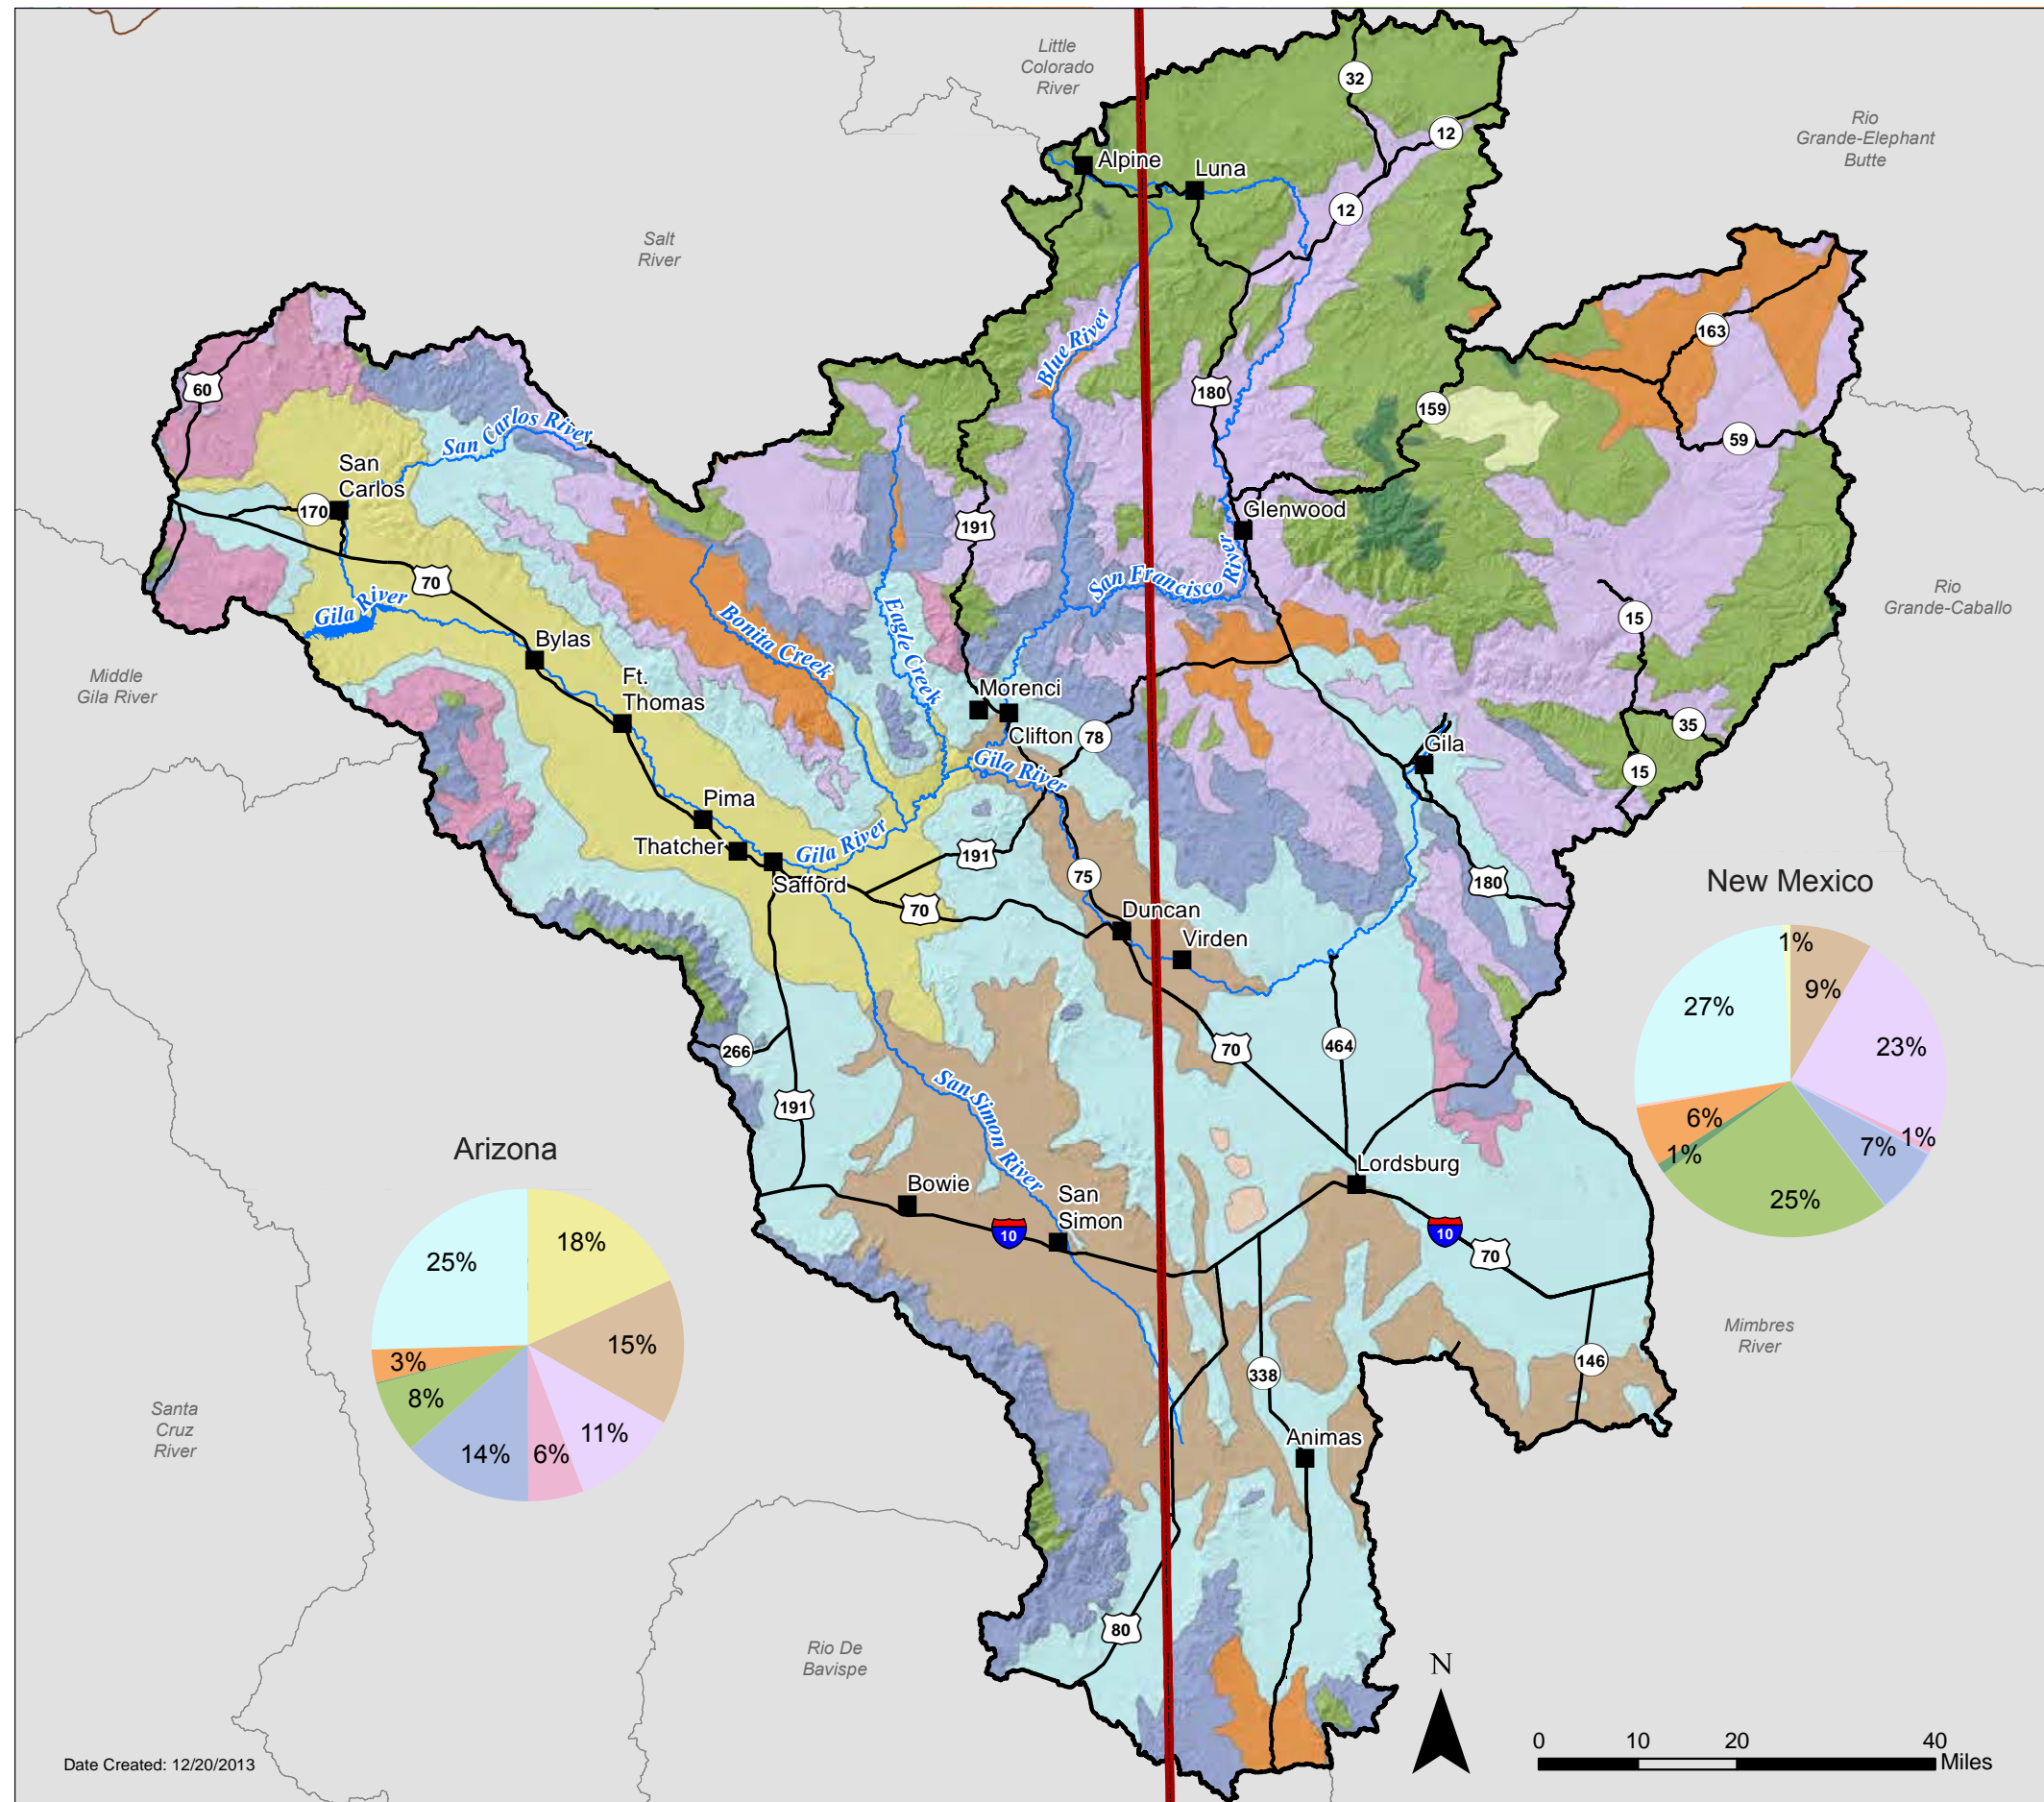 Little
Colorado
River
32
12
Rio
Grande-Elephant
Butte
Alpine
Luna
12
Salt
River
163
Blue River
60
180
159
59
San Carlos River
San
Carlos
170
191
Glenwood
70
San Francisco River
Rio
Grande-Caballo
Gila River
Bonita Creek
Eagle Creek
15
Bylas
Middle
Gila River
Ft.
Thomas
Morenci
Clifton
78
35
Gila
15
Gila River
Pima
Thatcher
Gila River
191
Safford
75
180
70
Duncan
Virden
New Mexico
1%
9%
27%
23%
6%
1%
1%
7%
25%
266
70
464
191
San Simon River
Arizona
18%
25%
15%
3%
8%
11%
14%
6%
Bowie
San
Simon
10
Lordsburg
10
70
Mimbres
River
146
338
Santa
Cruz
River
Animas
80
Rio De
Bavispe
N
0
10
20
40
Miles
Date Created: 12/20/2013